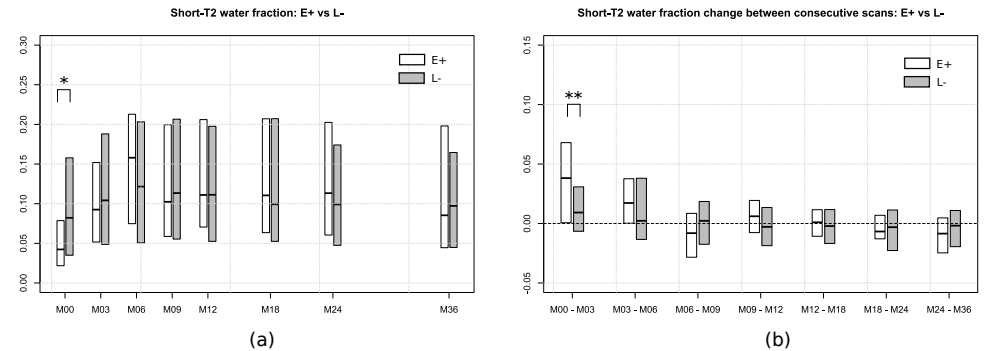 Short-T2 water fraction: E+ vs L-
0.30
0.25
0.20
0.15
0.10
0.05
0.00
*
E+
L-
M00 M03 M06 M09 M12 M18 M24 M36
(a)
Short-T2 water fraction change between consecutive scans: E+ vs L-
0.15
0.10
0.05
0.00
-0.05
**
E+
L-
M00 - M03 M03 - M06 M06 - M09 M09 - M12 M12 - M18 M18 - M24 M24 - M36
(b)